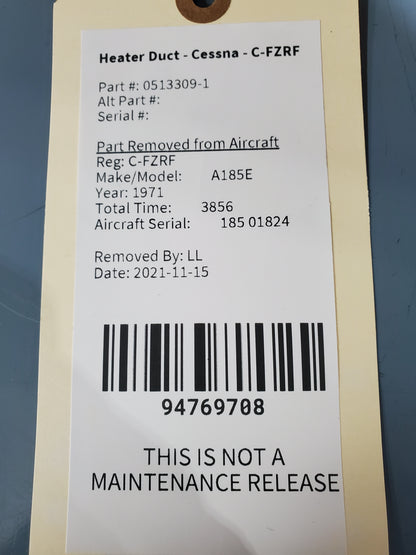 Heater Duct - Cessna - C-FZRF
Part #: 0513309-1
Alt Part #:
Serial #:
Part Removed from Aircraft
Reg: C-FZRF
Make/Model: A185E
Year: 1971
Total Time: 3856
Aircraft Serial: 185 01824
Removed By: LL
Date: 2021-11-15
94769708
THIS IS NOT A
MAINTENANCE RELEASE